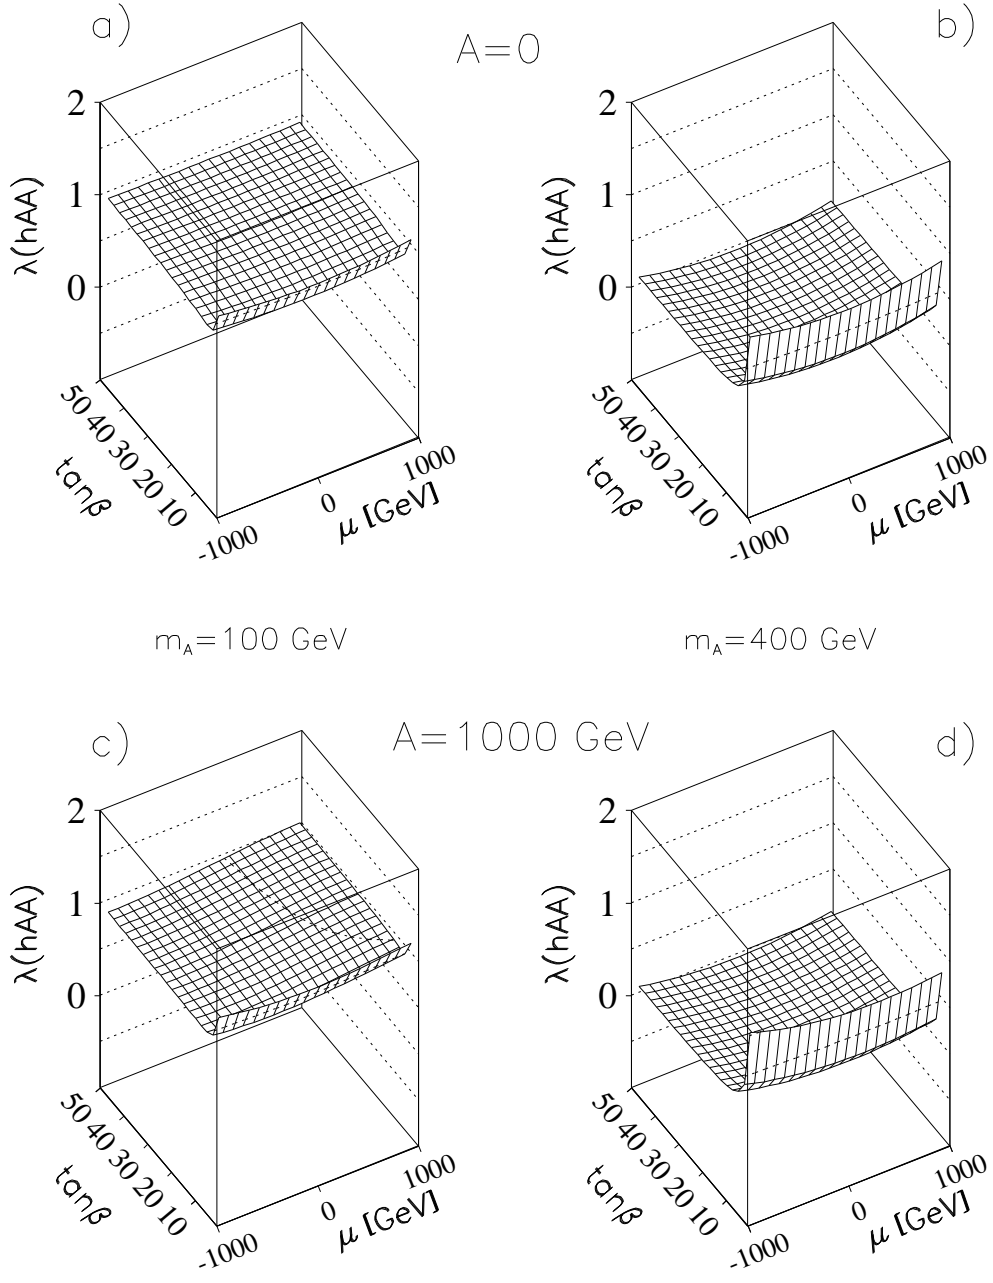 a)
A=0
b)
2
1
0
λ(hAA)
50 40 30 20 10
tanβ
-1000 0 1000
μ [GeV]
2
1
0
λ(hAA)
50 40 30 20 10
tanβ
-1000 0 1000
μ [GeV]
m_A=100 GeV
m_A=400 GeV
c)
A=1000 GeV
d)
2
1
0
λ(hAA)
50 40 30 20 10
tanβ
-1000 0 1000
μ [GeV]
2
1
0
λ(hAA)
50 40 30 20 10
tanβ
-1000 0 1000
μ [GeV]